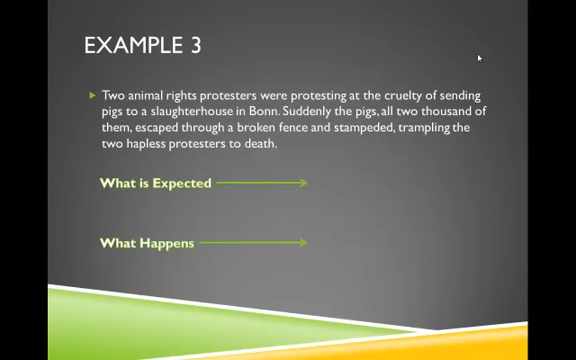 EXAMPLE 3
Two animal rights protesters were protesting at the cruelty of sending
pigs to a slaughterhouse in Bonn. Suddenly the pigs, all two thousand of
them, escaped through a broken fence and stampeded, trampling the
two hapless protesters to death.
What is Expected
What Happens